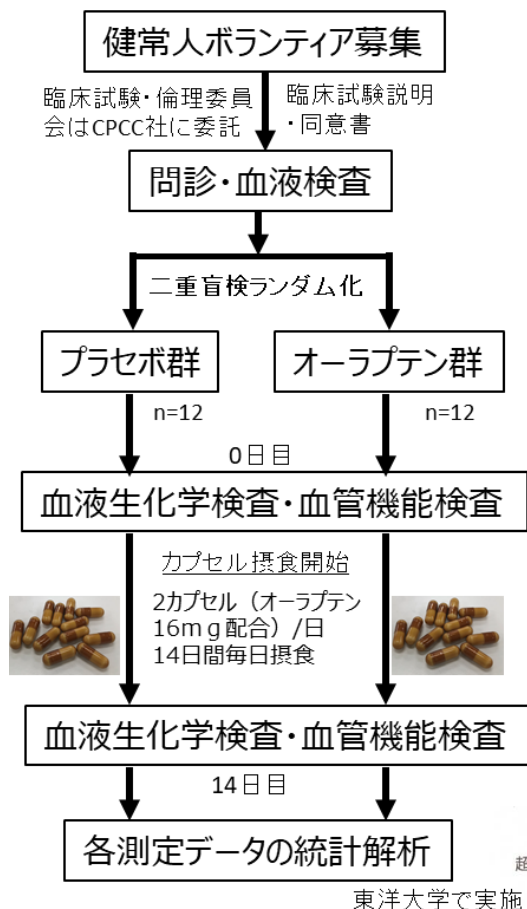 健常人ボランティア募集
臨床試験・倫理委員
会はCPCC社に委託
臨床試験説明
・同意書
問診・血液検査
二重盲検ランダム化
プラセボ群
オーラプテン群
n=12
n=12
0日目
血液生化学検査・血管機能検査
カプセル摂食開始
2カプセル（オーラプテン
16mg配合）/日
14日間毎日摂食
血液生化学検査・血管機能検査
14日目
各測定データの統計解析
超
東洋大学で実施